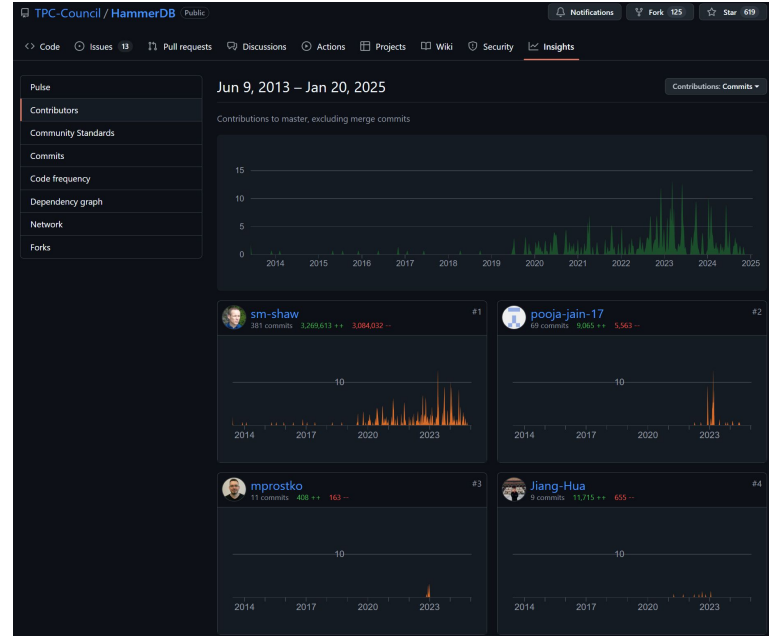 TPC-Council / HammerDB Public
Notifications Fork 125 Star 619
Code Issues 13 Pull requests Discussions Actions Projects Wiki Security Insights
Pulse
Contributors
Community Standards
Commits
Code frequency
Dependency graph
Network
Forks
Jun 9, 2013 – Jan 20, 2025
Contributions: Commits
Contributions to master, excluding merge commits
15
10
5
0
2014 2015 2016 2017 2018 2019 2020 2021 2022 2023 2024 2025
sm-shaw #1
381 commits 3,269,613 ++ 3,084,032 --
10
2014 2017 2020 2023
pooja-jain-17 #2
69 commits 9,065 ++ 5,563 --
10
2014 2017 2020 2023
mprostko #3
11 commits 408 ++ 163 --
10
2014 2017 2020 2023
Jiang-Hua #4
9 commits 11,715 ++ 655 --
10
2014 2017 2020 2023